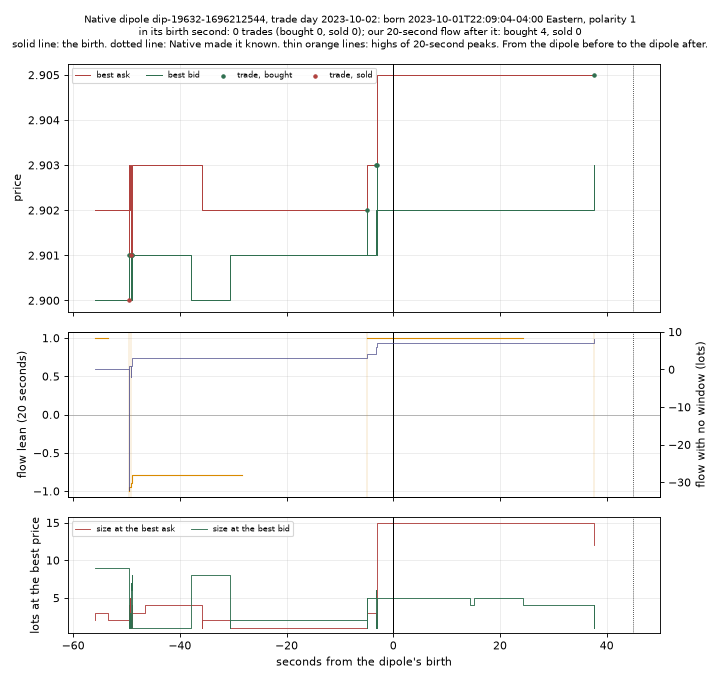 Native dipole dip-19632-1696212544, trade day 2023-10-02: born 2023-10-01T22:09:04-04:00 Eastern, polarity 1
in its birth second: 0 trades (bought 0, sold 0); our 20-second flow after it: bought 4, sold 0
solid line: the birth. dotted line: Native made it known. thin orange lines: highs of 20-second peaks. From the dipole before to the dipole after.
best ask best bid trade, bought trade, sold
2.905
2.904
2.903
2.902
2.901
2.900
price
1.0
0.5
0.0
−0.5
−1.0
flow lean (20 seconds)
10
0
−10
−20
−30
flow with no window (lots)
size at the best ask size at the best bid
15
10
5
lots at the best price
−60 −40 −20 0 20 40
seconds from the dipole's birth